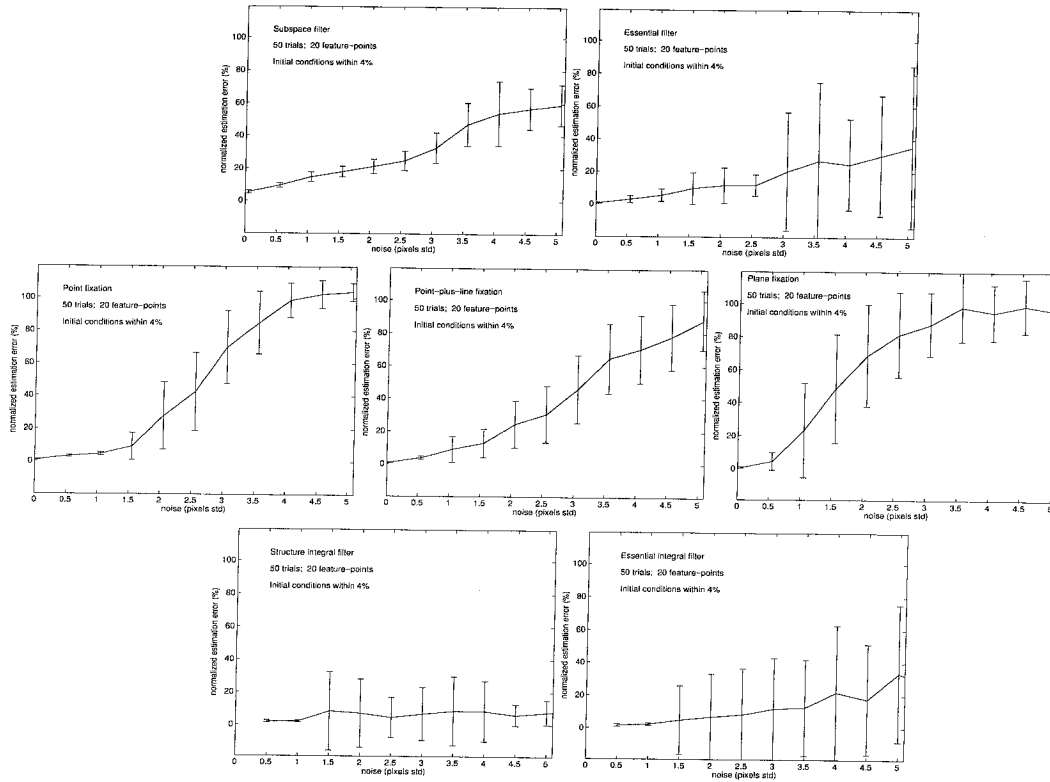 Subspace filter
50 trials; 20 feature-points
Initial conditions within 4%
normalized estimation error (%)
100
80
60
40
20
0
0 0.5 1 1.5 2 2.5 3 3.5 4 4.5 5
noise (pixels std)
Essential filter
50 trials; 20 feature-points
Initial conditions within 4%
normalized estimation error (%)
100
80
60
40
20
0
0 0.5 1 1.5 2 2.5 3 3.5 4 4.5 5
noise (pixels std)
Point fixation
50 trials; 20 feature-points
Initial conditions within 4%
normalized estimation error (%)
100
80
60
40
20
0
0 0.5 1 1.5 2 2.5 3 3.5 4 4.5 5
noise (pixels std)
Point-plus-line fixation
50 trials; 20 feature-points
Initial conditions within 4%
normalized estimation error (%)
100
80
60
40
20
0
0 0.5 1 1.5 2 2.5 3 3.5 4 4.5 5
noise (pixels std)
Plane fixation
50 trials; 20 feature-points
Initial conditions within 4%
normalized estimation error (%)
100
80
60
40
20
0
0 0.5 1 1.5 2 2.5 3 3.5 4 4.5 5
noise (pixels std)
Structure integral filter
50 trials; 20 feature-points
Initial conditions within 4%
normalized estimation error (%)
100
80
60
40
20
0
0 0.5 1 1.5 2 2.5 3 3.5 4 4.5 5
noise (pixels std)
Essential integral filter
50 trials; 20 feature-points
Initial conditions within 4%
normalized estimation error (%)
100
80
60
40
20
0
0 0.5 1 1.5 2 2.5 3 3.5 4 4.5 5
noise (pixels std)